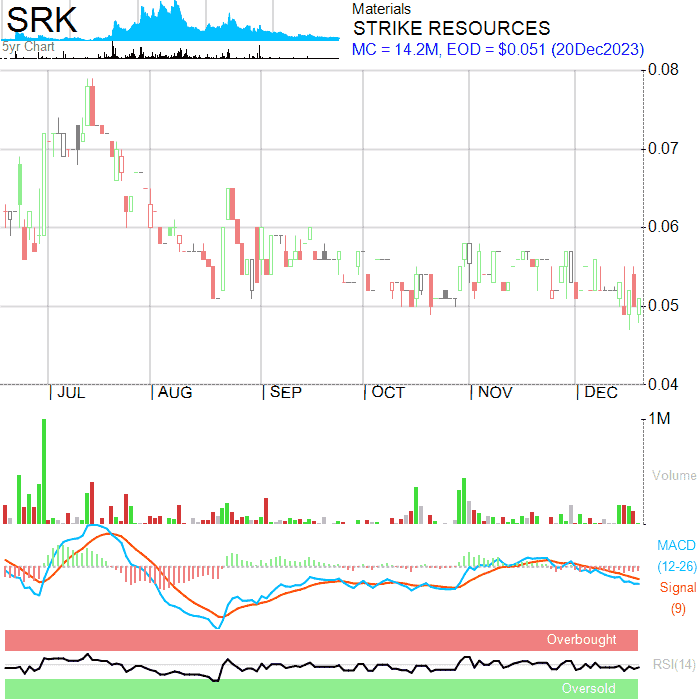 SRK
5yr Chart
Materials
STRIKE RESOURCES
MC = 14.2M, EOD = $0.051 (20Dec2023)
0.08
0.07
0.06
0.05
0.04
JUL AUG SEP OCT NOV DEC
1M
Volume
MACD
(12-26)
Signal
(9)
Overbought
RSI(14)
Oversold